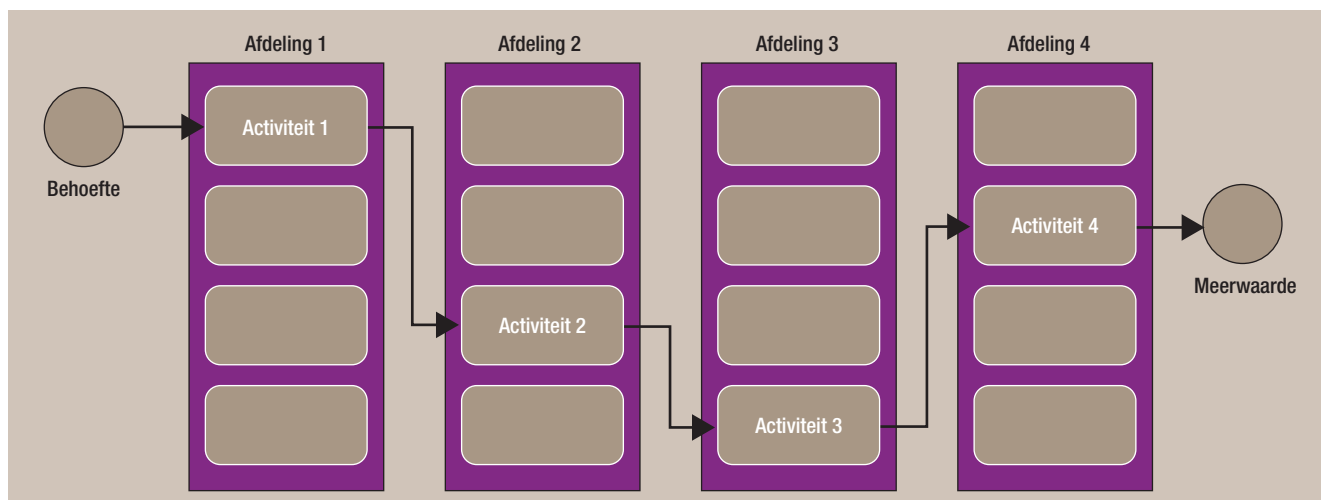 Afdeling 1
Afdeling 2
Afdeling 3
Afdeling 4
Behoefte
Activiteit 1
Activiteit 2
Activiteit 3
Activiteit 4
Meerwaarde